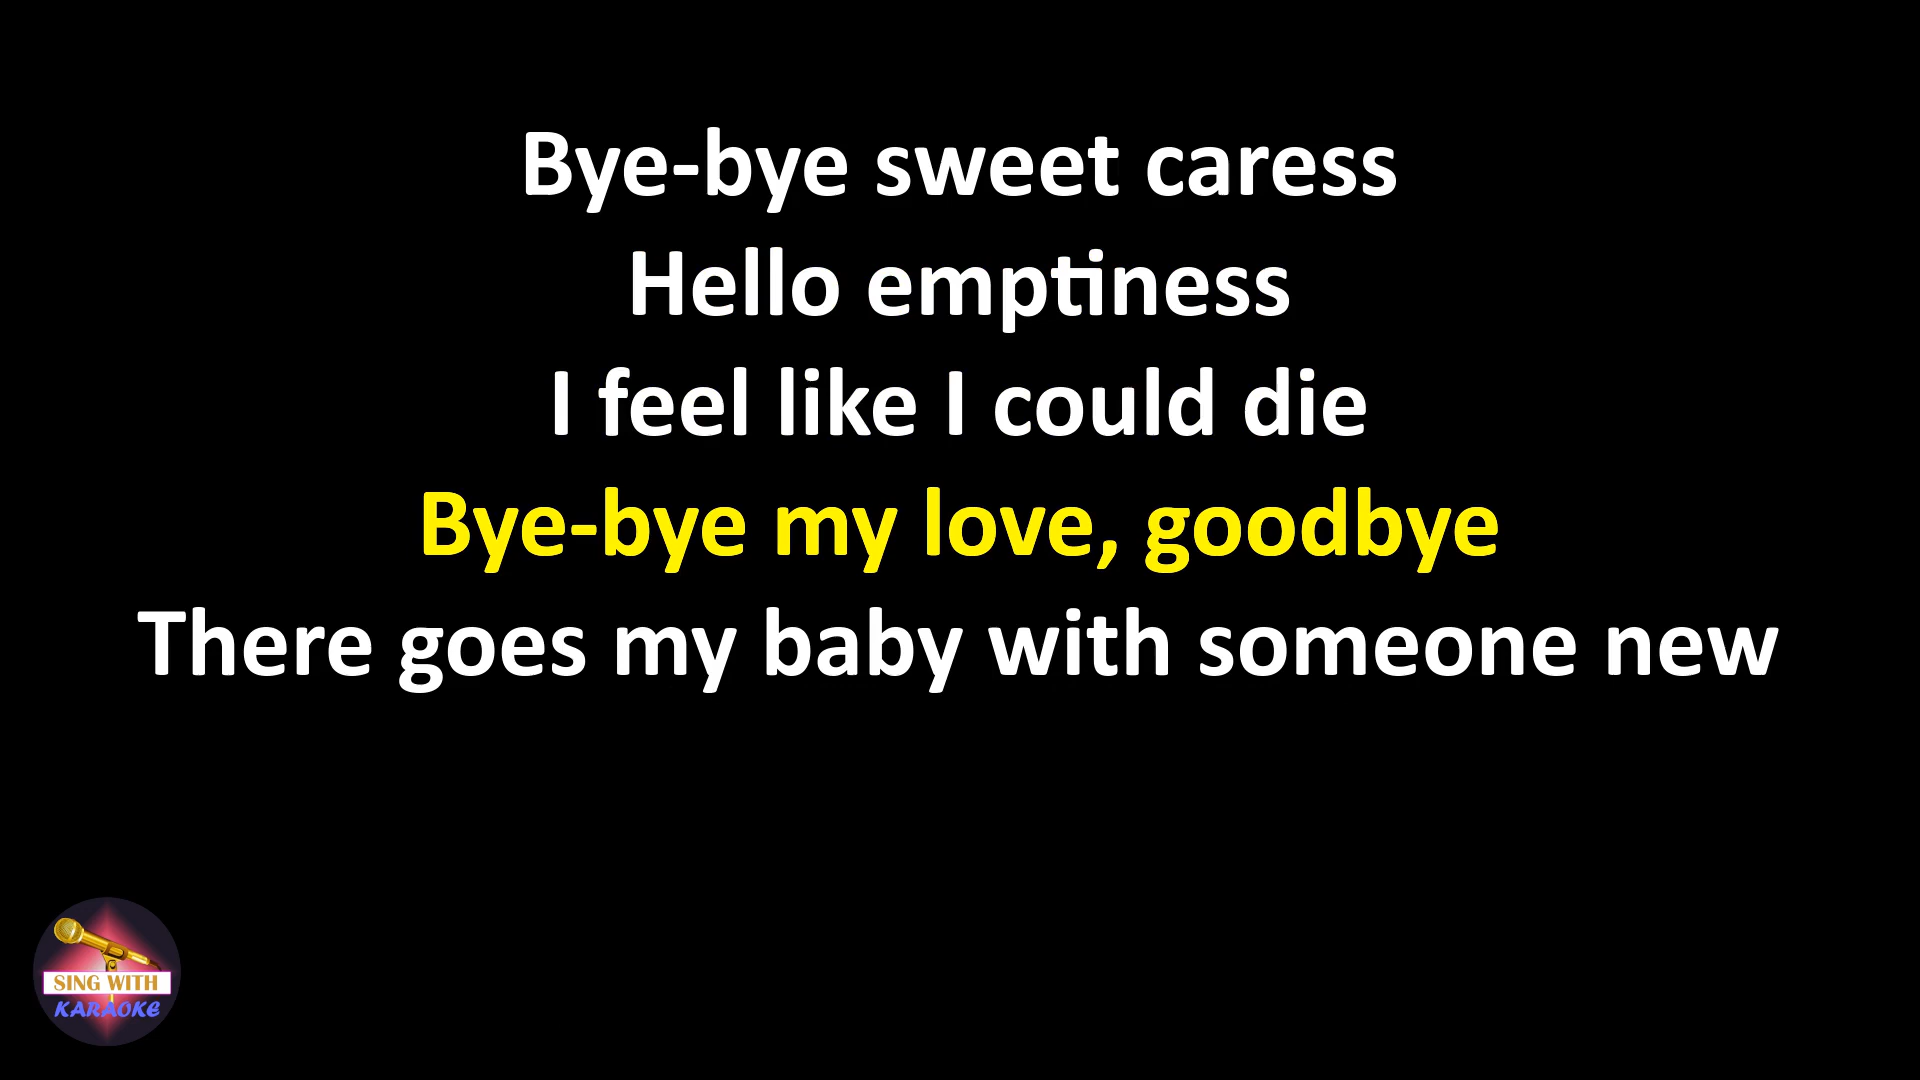 Bye-bye sweet caress
Hello emptiness
I feel like I could die
Bye-bye my love, goodbye
There goes my baby with someone new
SING WITH
KARAOKE